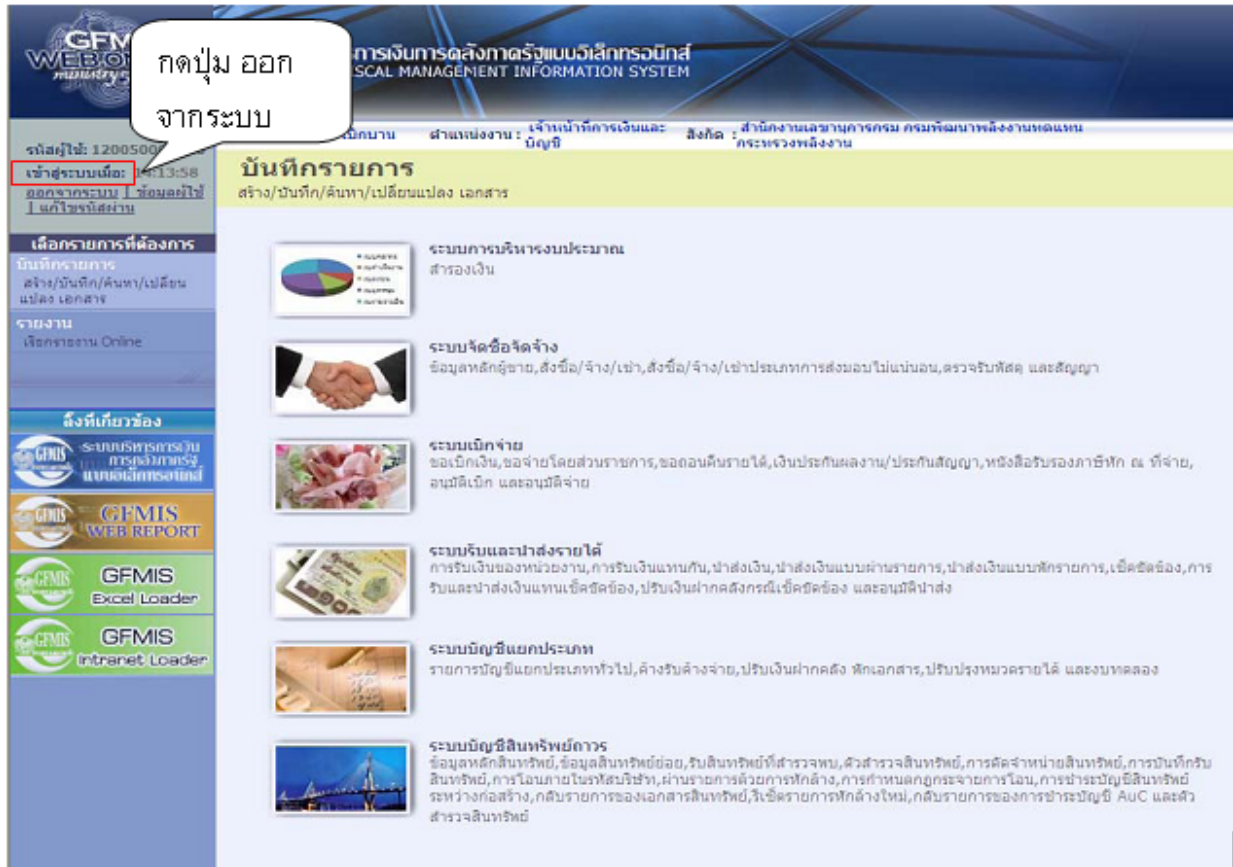 GFM
WEB ON
ministry
กดปุ่ม ออก
จากระบบ
การเงินการคลังภาครัฐแบบอิเล็กทรอนิกส์
ISCAL MANAGEMENT INFORMATION SYSTEM
เบิกบาน ตำแหน่งงาน : เจ้าหน้าที่การเงินและบัญชี สังกัด : สำนักงานเลขานุการกรม กรมพัฒนาพลังงานทดแทน
กระทรวงพลังงาน
รหัสผู้ใช้: 12005000
เข้าสู่ระบบเมื่อ: 14:13:58
ออกจากระบบ | ข้อมูลผู้ใช้
| แก้ไขรหัสผ่าน
บันทึกรายการ
สร้าง/บันทึก/ค้นหา/เปลี่ยนแปลง เอกสาร
เลือกรายการที่ต้องการ
บันทึกรายการ
สร้าง/บันทึก/ค้นหา/เปลี่ยน
แปลง เอกสาร
รายงาน
เรียกรายงาน Online
ลิ้งที่เกี่ยวข้อง
GFMIS
ระบบบริหารการเงิน
การคลังภาครัฐ
แบบอิเล็กทรอนิกส์
GFMIS
GFMIS
WEB REPORT
GFMIS
GFMIS
Excel Loader
GFMIS
GFMIS
Intranet Loader
ระบบการบริหารงบประมาณ
สำรองเงิน
ระบบจัดซื้อจัดจ้าง
ข้อมูลหลักผู้ขาย,สั่งซื้อ/จ้าง/เช่า,สั่งซื้อ/จ้าง/เช่าประเภทการส่งมอบไม่แน่นอน,ตรวจรับพัสดุ และสัญญา
ระบบเบิกจ่าย
ขอเบิกเงิน,ขอจ่ายโดยส่วนราชการ,ขอถอนคืนรายได้,เงินประกันผลงาน/ประกันสัญญา,หนังสือรับรองภาษีหัก ณ ที่จ่าย,
อนุมัติเบิก และอนุมัติจ่าย
ระบบรับและนำส่งรายได้
การรับเงินของหน่วยงาน,การรับเงินแทนกัน,นำส่งเงิน,นำส่งเงินแบบผ่านรายการ,นำส่งเงินแบบพักรายการ,เช็คขัดข้อง,การ
รับและนำส่งเงินแทนเช็คขัดข้อง,ปรับเงินฝากคลังกรณีเช็คขัดข้อง และอนุมัตินำส่ง
ระบบบัญชีแยกประเภท
รายการบัญชีแยกประเภททั่วไป,ค้างรับค้างจ่าย,ปรับเงินฝากคลัง พักเอกสาร,ปรับปรุงหมวดรายได้ และงบทดลอง
ระบบบัญชีสินทรัพย์ถาวร
ข้อมูลหลักสินทรัพย์,ข้อมูลสินทรัพย์ย่อย,รับสินทรัพย์ที่สำรวจพบ,ตัวสำรวจสินทรัพย์,การตัดจำหน่ายสินทรัพย์,การบันทึกรับ
สินทรัพย์,การโอนภายในรหัสบริษัท,ผ่านรายการด้วยการหักล้าง,การกำหนดกฎกระจายการโอน,การชำระบัญชีสินทรัพย์
ระหว่างก่อสร้าง,กลับรายการของเอกสารสินทรัพย์,รีเซ็ตรายการหักล้างใหม่,กลับรายการของการชำระบัญชี AuC และตัว
สำรวจสินทรัพย์